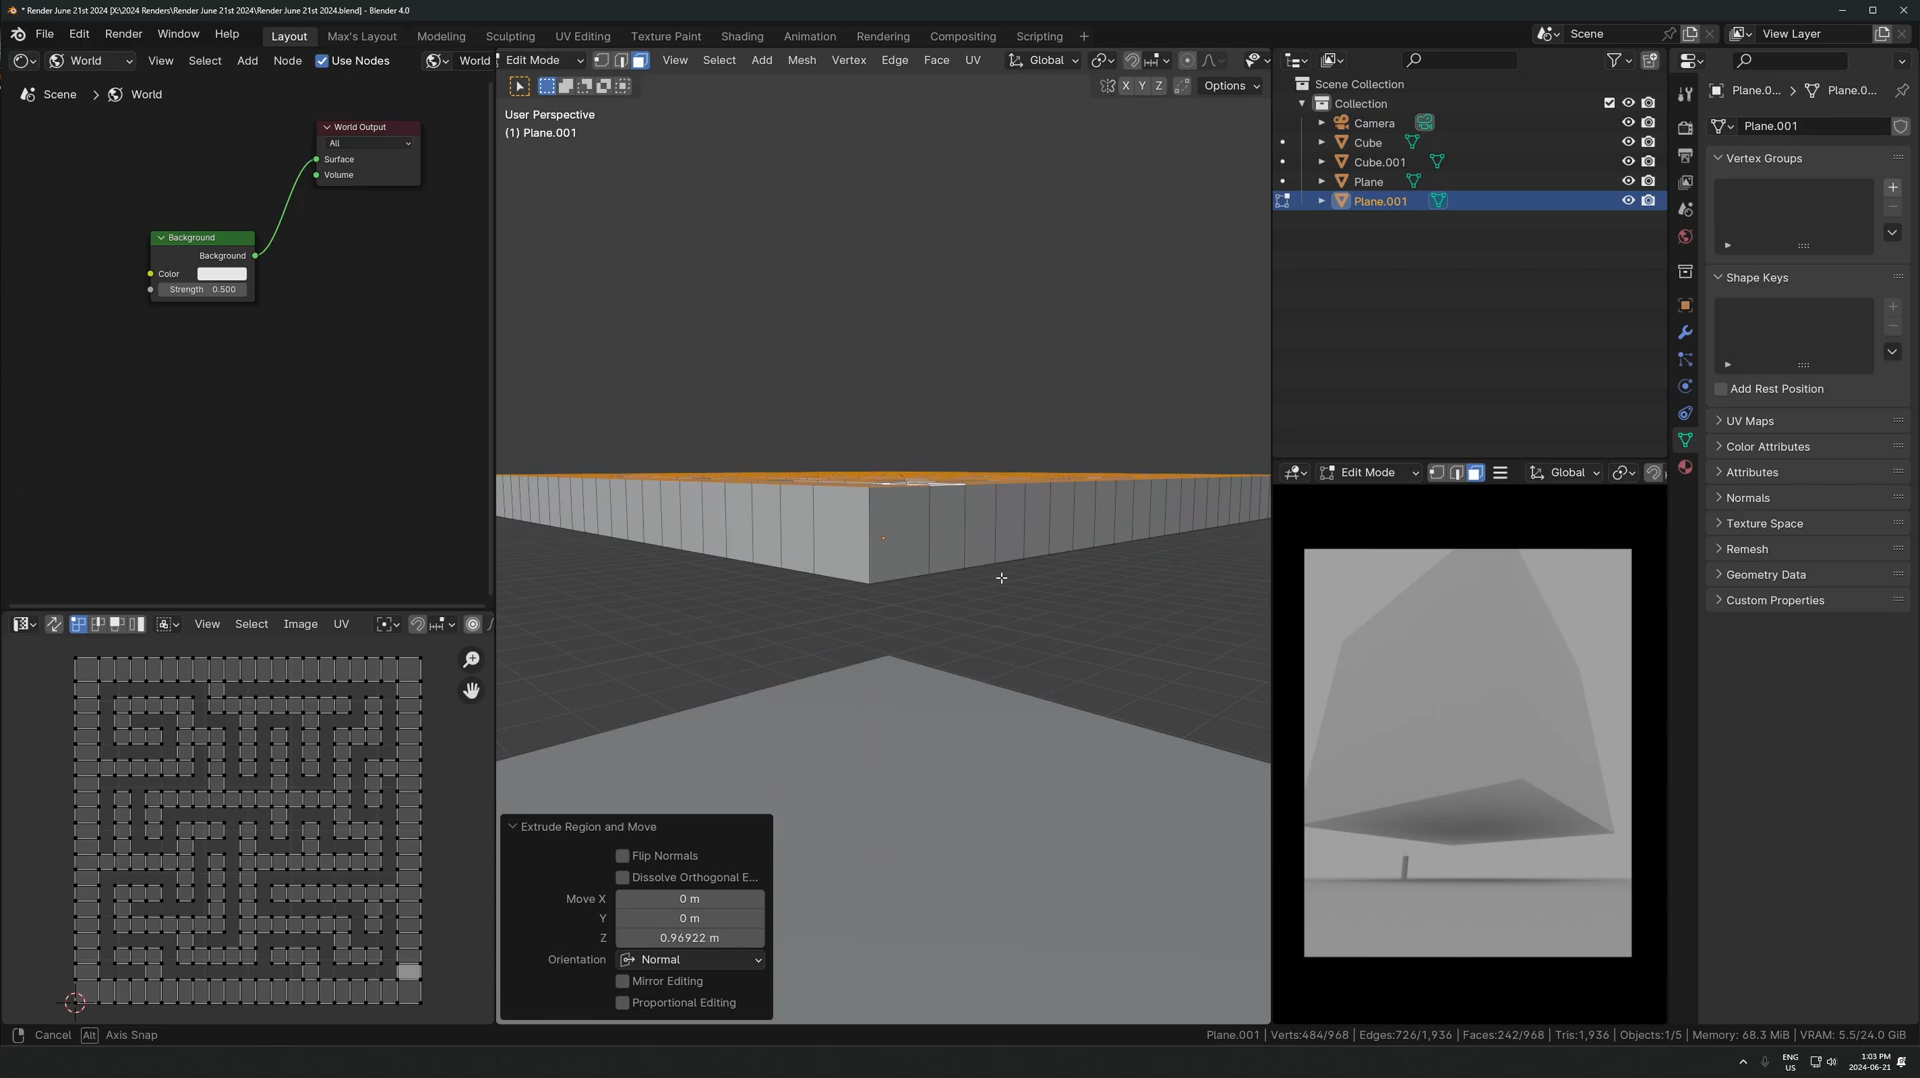 * Render June 21st 2024 [X:\2024 Renders\Render June 21st 2024\Render June 21st 2024.blend] - Blender 4.0
File Edit Render Window Help
Layout Max's Layout Modeling Sculpting UV Editing Texture Paint Shading Animation Rendering Compositing Scripting +
Scene
View Layer
World View Select Add Node Use Nodes World
Scene > World
World Output
All
Surface
Volume
Background
Background
Color
Strength 0.500
Edit Mode View Select Add Mesh Vertex Edge Face UV Global
X Y Z Options
User Perspective
(1) Plane.001
Scene Collection
Collection
Camera
Cube
Cube.001
Plane
Plane.001
Plane.0... > Plane.0...
Plane.001
Vertex Groups
Shape Keys
Add Rest Position
UV Maps
Color Attributes
Attributes
Normals
Texture Space
Remesh
Geometry Data
Custom Properties
Edit Mode Global
View Select Image UV
Extrude Region and Move
Flip Normals
Dissolve Orthogonal E...
Move X 0 m
Y 0 m
Z 0.96922 m
Orientation Normal
Mirror Editing
Proportional Editing
Cancel Alt Axis Snap
Plane.001 | Verts:484/968 | Edges:726/1,936 | Faces:242/968 | Tris:1,936 | Objects:1/5 | Memory: 68.3 MiB | VRAM: 5.5/24.0 GiB
ENG
US
1:03 PM
2024-06-21